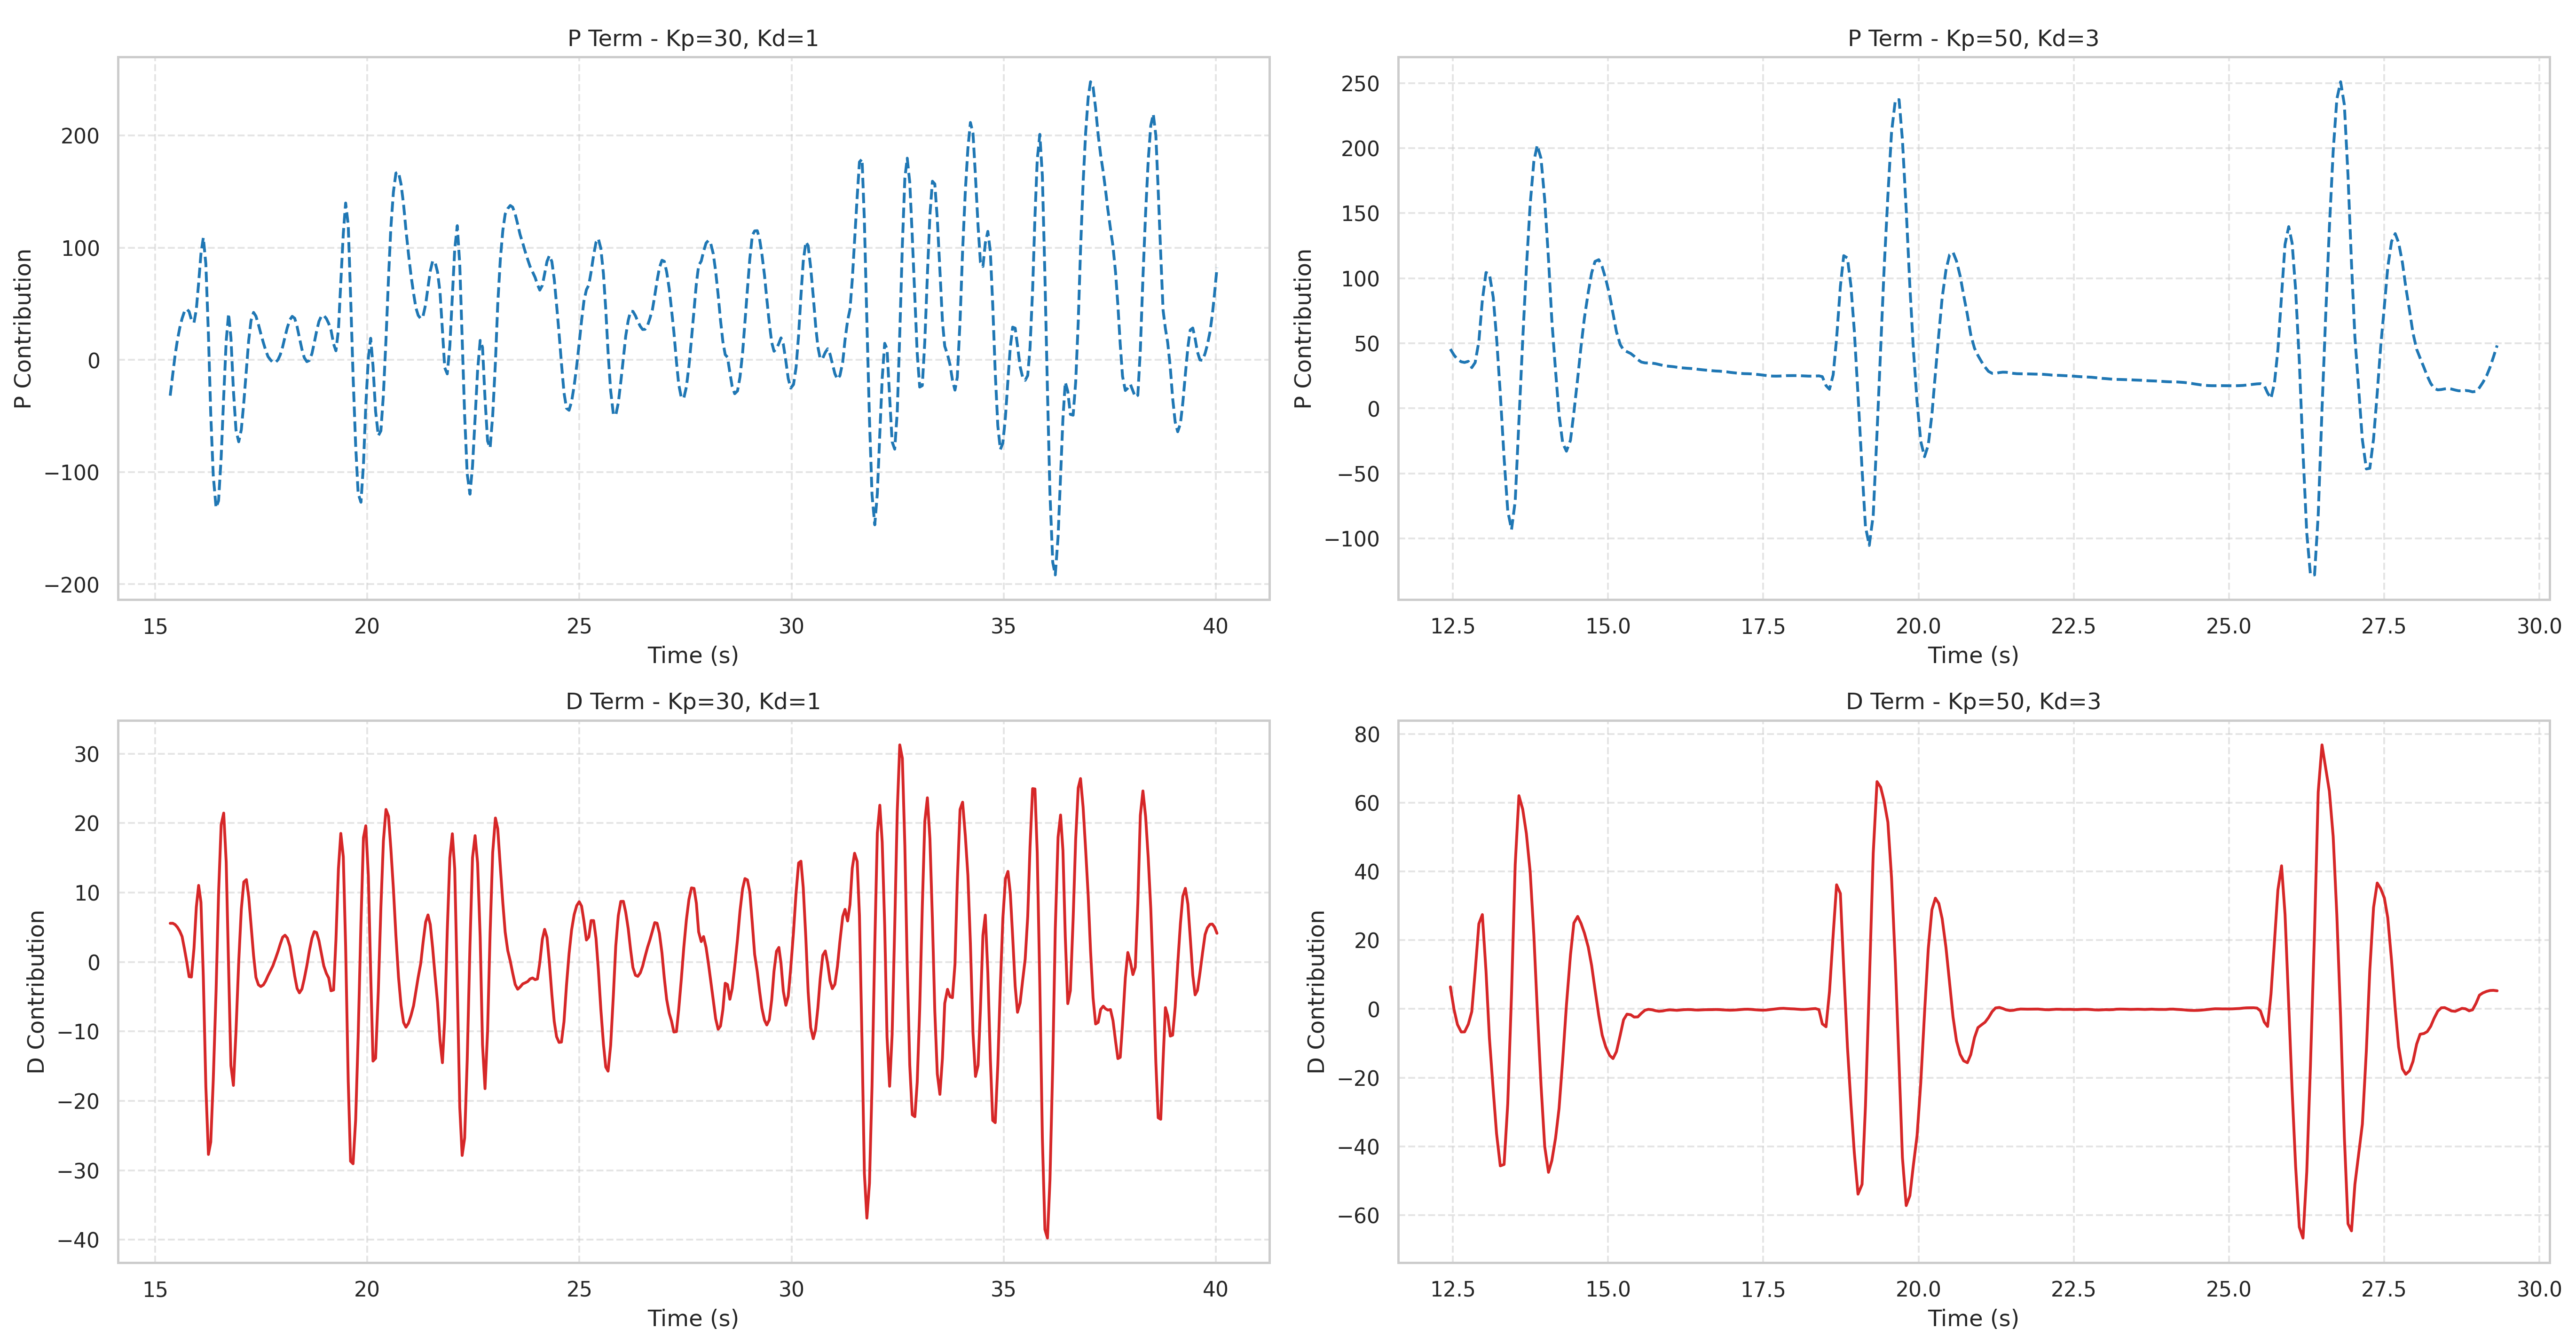 P Term - Kp=30, Kd=1
P Contribution
200
100
0
−100
−200
15 20 25 30 35 40
Time (s)
P Term - Kp=50, Kd=3
P Contribution
250
200
150
100
50
0
−50
−100
12.5 15.0 17.5 20.0 22.5 25.0 27.5 30.0
Time (s)
D Term - Kp=30, Kd=1
D Contribution
30
20
10
0
−10
−20
−30
−40
15 20 25 30 35 40
Time (s)
D Term - Kp=50, Kd=3
D Contribution
80
60
40
20
0
−20
−40
−60
12.5 15.0 17.5 20.0 22.5 25.0 27.5 30.0
Time (s)